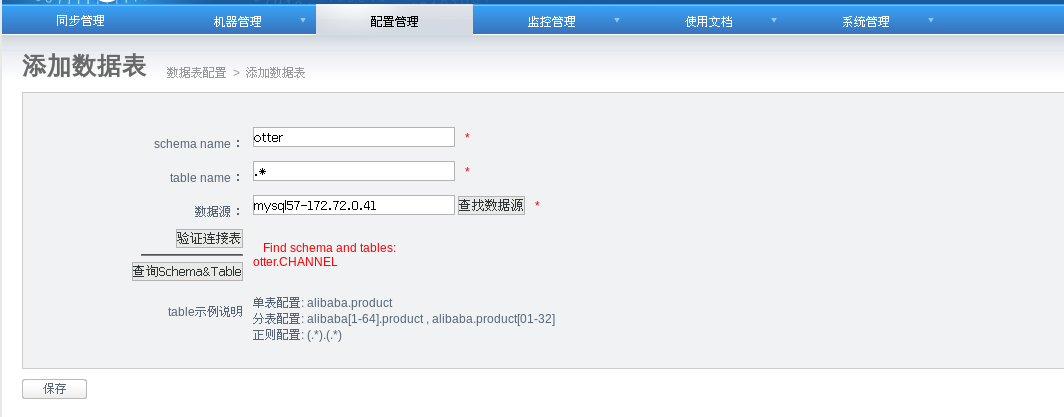 同步管理 机器管理 配置管理 监控管理 使用文档 系统管理
添加数据表 数据表配置 > 添加数据表
schema name： otter *
table name： .* *
数据源： mysql57-172.72.0.41 查找数据源 *
验证连接表
Find schema and tables:
otter.CHANNEL
查询Schema&Table
单表配置: alibaba.product
table示例说明
分表配置: alibaba[1-64].product , alibaba.product[01-32]
正则配置: (.*).(.*)
保存